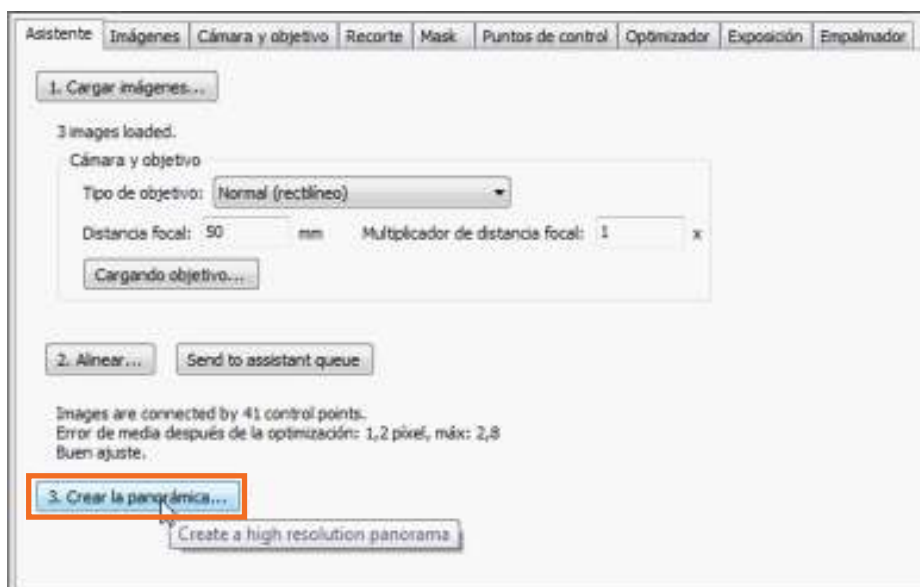 Asistente Imágenes Cámara y objetivo Recorte Mask Puntos de control Optimizador Exposición Empalmador
1. Cargar imágenes...
3 images loaded.
Cámara y objetivo
Tipo de objetivo: Normal (rectilíneo)
Distancia focal: 50 mm Multiplicador de distancia focal: 1 x
Cargando objetivo...
2. Alinear... Send to assistant queue
Images are connected by 41 control points.
Error de media después de la optimización: 1,2 pixel, máx: 2,8
Buen ajuste.
3. Crear la panorámica...
Create a high resolution panorama